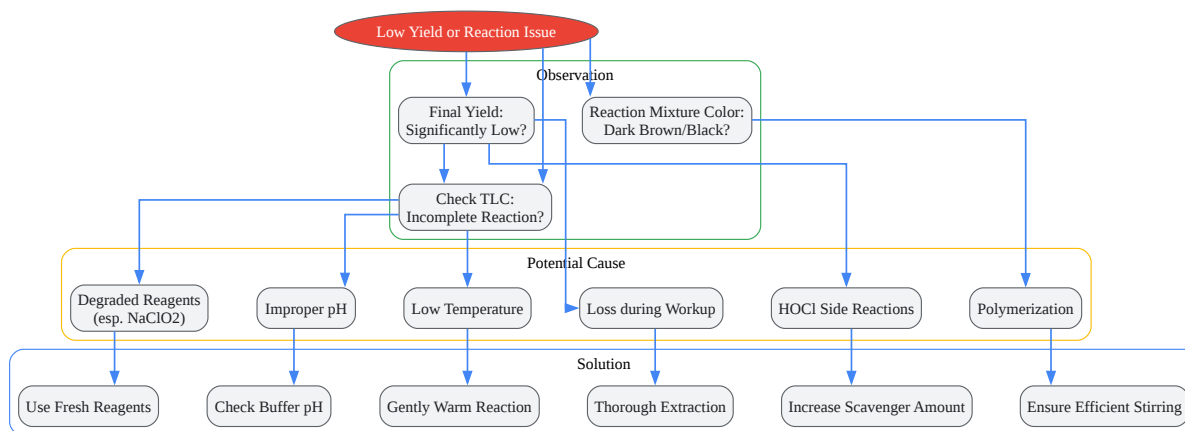 Low Yield or Reaction Issue
Observation
Final Yield:
Significantly Low?
Reaction Mixture Color:
Dark Brown/Black?
Check TLC:
Incomplete Reaction?
Potential Cause
Degraded Reagents
(esp. NaClO2)
Improper pH
Low Temperature
Loss during Workup
HOCl Side Reactions
Polymerization
Solution
Use Fresh Reagents
Check Buffer pH
Gently Warm Reaction
Thorough Extraction
Increase Scavenger Amount
Ensure Efficient Stirring